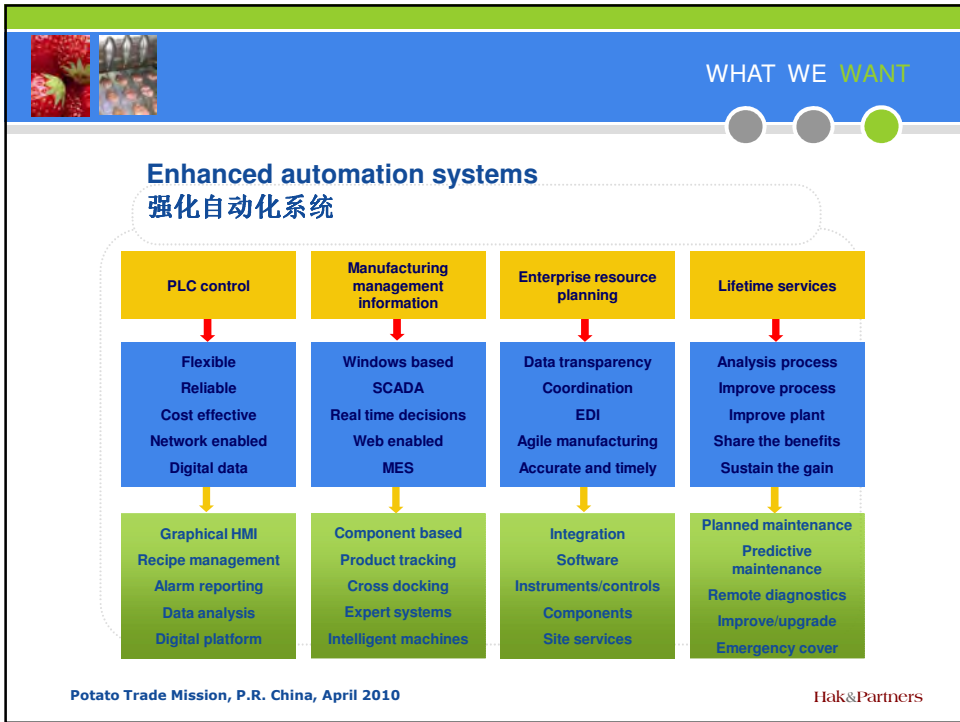 WHAT WE WANT
Enhanced automation systems
强化自动化系统
PLC control
Flexible
Reliable
Cost effective
Network enabled
Digital data
Graphical HMI
Recipe management
Alarm reporting
Data analysis
Digital platform
Manufacturing
management
information
Windows based
SCADA
Real time decisions
Web enabled
MES
Component based
Product tracking
Cross docking
Expert systems
Intelligent machines
Enterprise resource
planning
Data transparency
Coordination
EDI
Agile manufacturing
Accurate and timely
Integration
Software
Instruments/controls
Components
Site services
Lifetime services
Analysis process
Improve process
Improve plant
Share the benefits
Sustain the gain
Planned maintenance
Predictive
maintenance
Remote diagnostics
Improve/upgrade
Emergency cover
Potato Trade Mission, P.R. China, April 2010
Hak&Partners